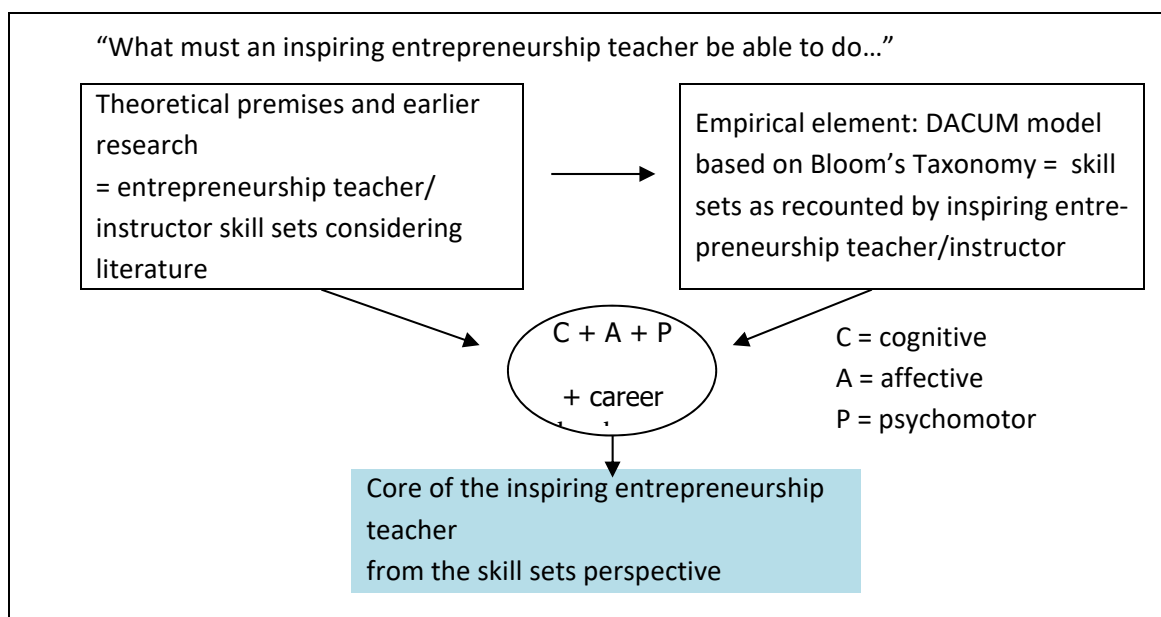 “What must an inspiring entrepreneurship teacher be able to do…”
Theoretical premises and earlier
research
= entrepreneurship teacher/
instructor skill sets considering
literature
Empirical element: DACUM model
based on Bloom’s Taxonomy = skill
sets as recounted by inspiring entre-
preneurship teacher/instructor
C + A + P
+ career
C = cognitive
A = affective
P = psychomotor
Core of the inspiring entrepreneurship
teacher
from the skill sets perspective